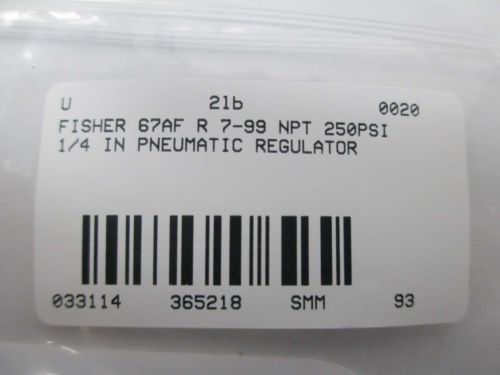 U 21b 0020
FISHER 67AF R 7-99 NPT 250PSI
1/4 IN PNEUMATIC REGULATOR
033114 365218 SMM 93